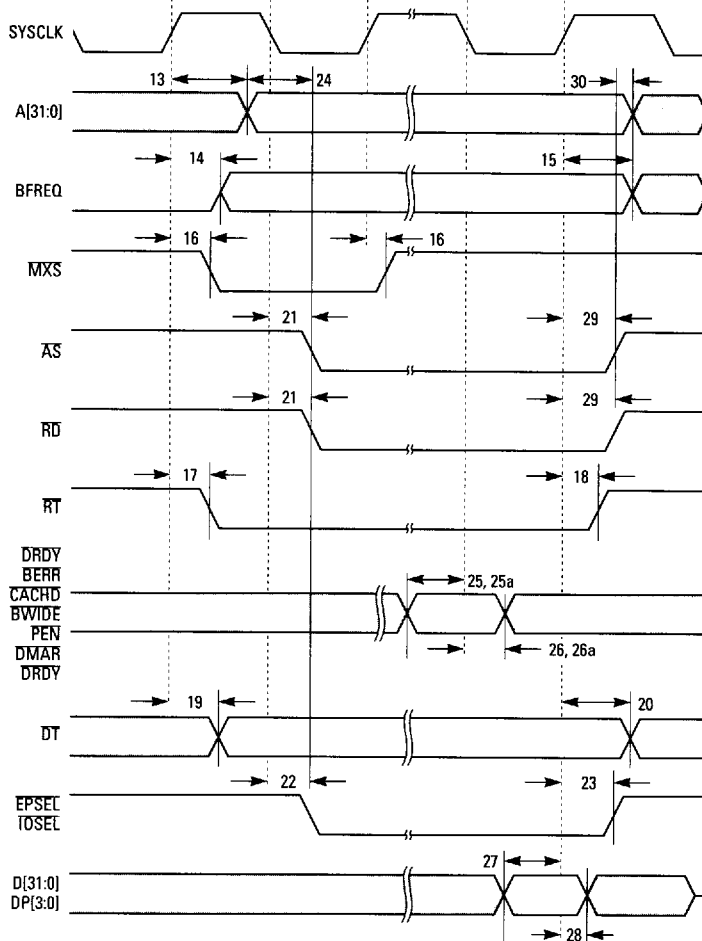 SYSCLK
13 24 30
A[31:0]
14 15
BFREQ
16 16
MXS
21 29
AS
21 29
RD
17 18
RT
DRDY
BERR 25, 25a
CACHD
BWIDE
PEN
DMAR 26, 26a
DRDY
19 20
DT
22 23
EPSEL
IOSEL
27
D[31:0]
DP[3:0]
28